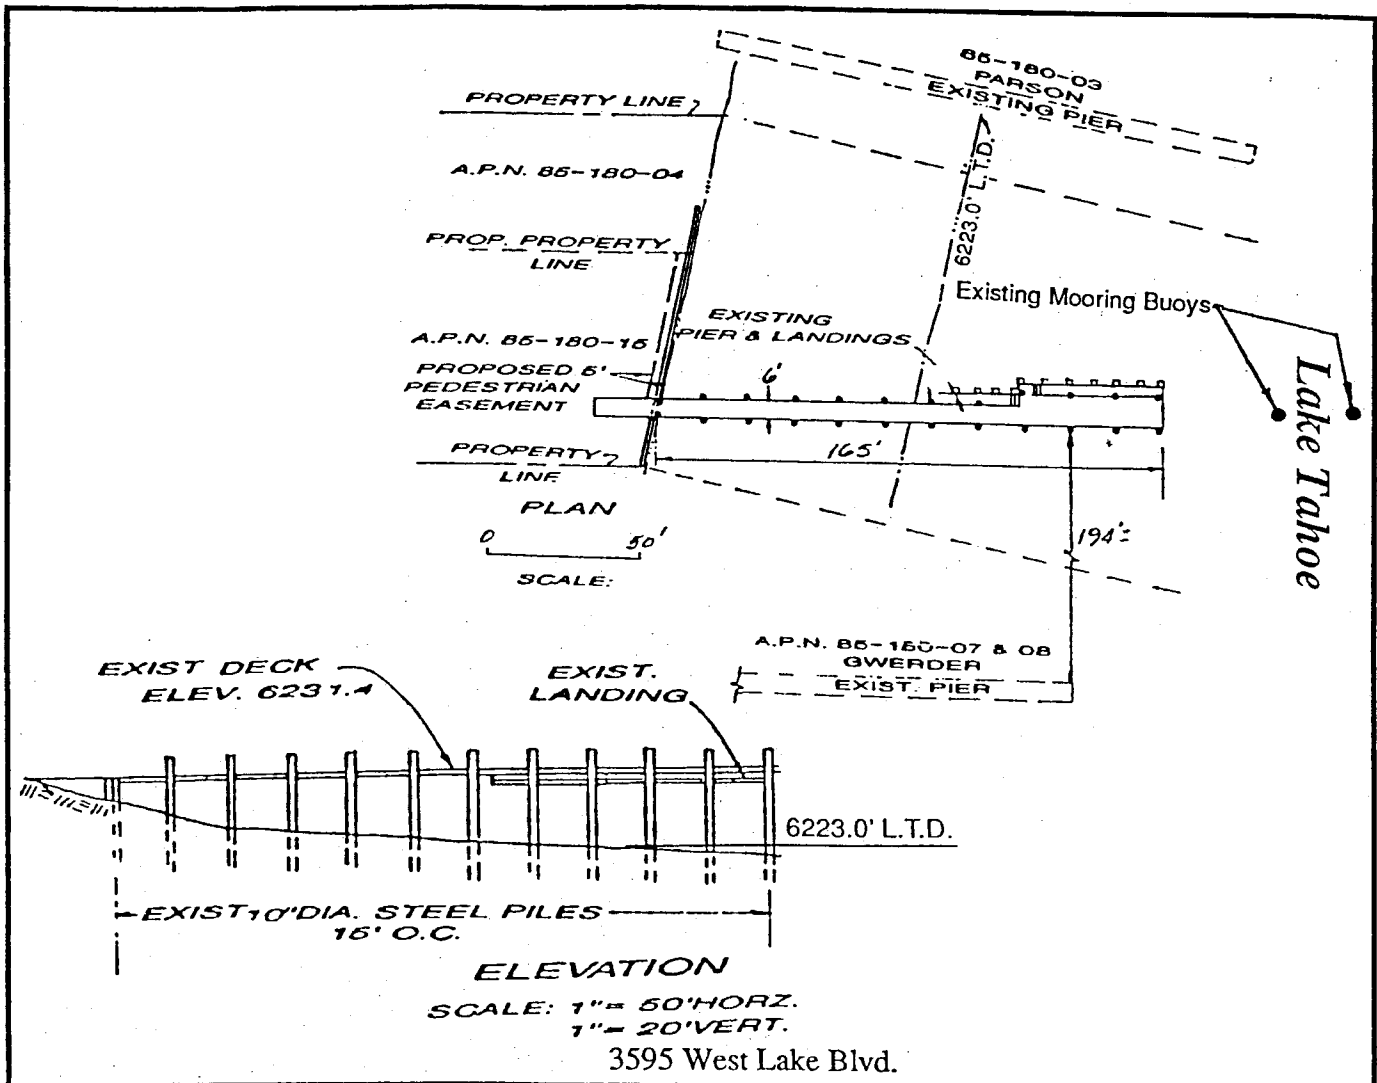 85-180-03
PARSON
EXISTING PIER
PROPERTY LINE
A.P.N. 85-180-04
6223.0' L.T.D.
PROP. PROPERTY
LINE
Existing Mooring Buoys
EXISTING
PIER & LANDINGS
A.P.N. 85-180-15
PROPOSED 5'
PEDESTRIAN
EASEMENT
6'
Lake Tahoe
PROPERTY
LINE
165'
PLAN
0 50'
SCALE:
194'±
A.P.N. 85-150-07 & 08
GWERDER
EXIST. PIER
EXIST DECK
ELEV. 6231.4
EXIST.
LANDING
6223.0' L.T.D.
EXIST 10"DIA. STEEL PILES
15' O.C.
ELEVATION
SCALE: 1"= 50'HORZ.
1"= 20'VERT.
3595 West Lake Blvd.